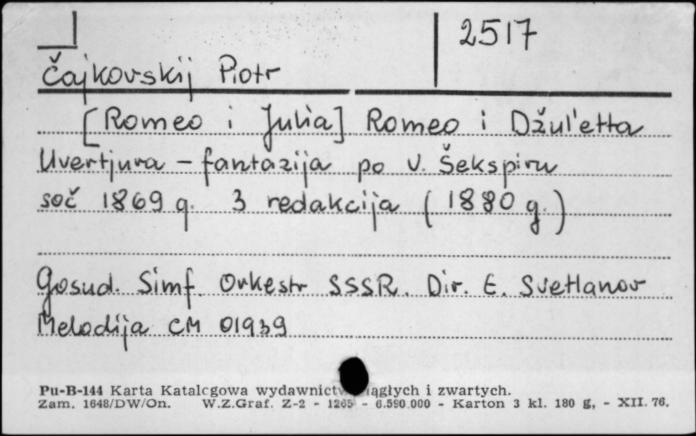 2517
Čajkovskij Piotr
[Romeo i Julia] Romeo i Džul'etta
Uvertjura - fantazija po V. Šekspiru
soč 1869 g. 3 redakcija (1880 g.)
Gosud. Simf. Orkestr SSSR. Dir. E. Svetlanov
Melodija CM 01939
Pu-B-144 Karta Katalogowa wydawnictw ciągłych i zwartych.
Zam. 1648/DW/On. W.Z.Graf. Z-2 - 1265 - 6.590.000 - Karton 3 kl. 180 g, - XII. 76.